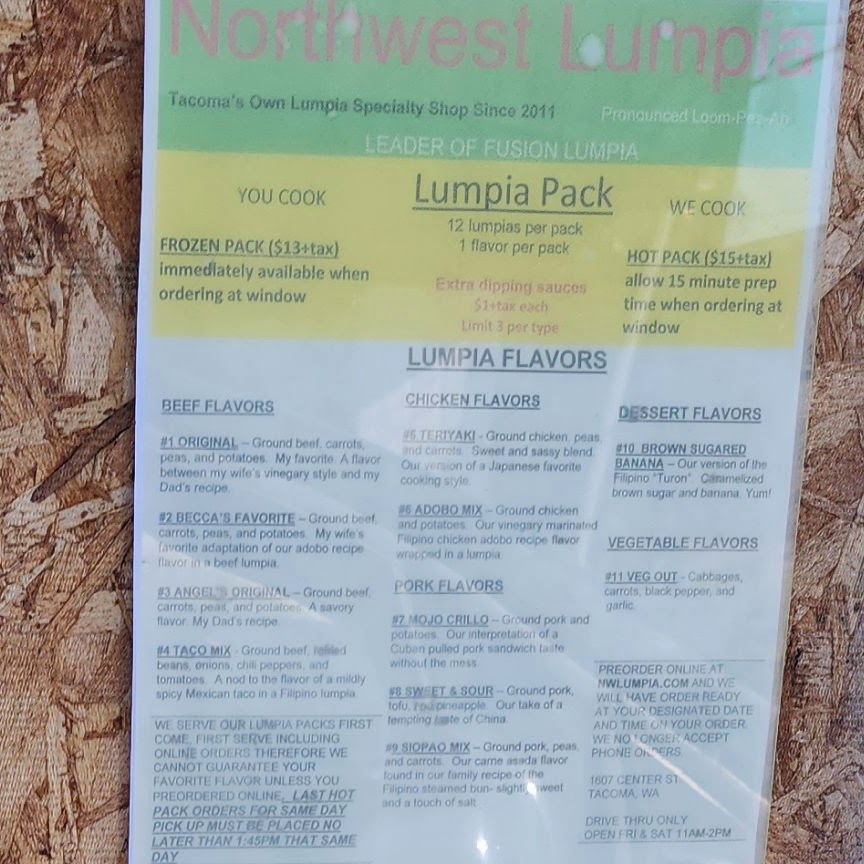 Northwest Lumpia
Tacoma's Own Lumpia Specialty Shop Since 2011
Pronounced Loom-Pee-Ah
LEADER OF FUSION LUMPIA
YOU COOK
FROZEN PACK ($13+tax)
immediately available when
ordering at window
Lumpia Pack
12 lumpias per pack
1 flavor per pack
Extra dipping sauces
$1+tax each
Limit 3 per type
WE COOK
HOT PACK ($15+tax)
allow 15 minute prep
time when ordering at
window
LUMPIA FLAVORS
BEEF FLAVORS
#1 ORIGINAL – Ground beef, carrots,
peas, and potatoes. My favorite. A flavor
between my wife's vinegary style and my
Dad's recipe.
#2 BECCA'S FAVORITE – Ground beef,
carrots, peas, and potatoes. My wife's
favorite adaptation of our adobo recipe
flavor in a beef lumpia.
#3 ANGEL'S ORIGINAL – Ground beef,
carrots, peas, and potatoes. A savory
flavor. My Dad's recipe.
#4 TACO MIX - Ground beef, refried
beans, onions, chili peppers, and
tomatoes. A nod to the flavor of a mildly
spicy Mexican taco in a Filipino lumpia.
WE SERVE OUR LUMPIA PACKS FIRST
COME, FIRST SERVE INCLUDING
ONLINE ORDERS THEREFORE WE
CANNOT GUARANTEE YOUR
FAVORITE FLAVOR UNLESS YOU
PREORDERED ONLINE. LAST HOT
PACK ORDERS FOR SAME DAY
PICK UP MUST BE PLACED NO
LATER THAN 1:45PM THAT SAME
DAY
CHICKEN FLAVORS
#5 TERIYAKI - Ground chicken, peas,
and carrots. Sweet and sassy blend.
Our version of a Japanese favorite
cooking style.
#6 ADOBO MIX – Ground chicken
and potatoes. Our vinegary marinated
Filipino chicken adobo recipe flavor
wrapped in a lumpia.
PORK FLAVORS
#7 MOJO CRILLO – Ground pork and
potatoes. Our interpretation of a
Cuban pulled pork sandwich taste
without the mess.
#8 SWEET & SOUR – Ground pork,
tofu, pineapple. Our take of a
tempting taste of China.
#9 SIOPAO MIX – Ground pork, peas,
and carrots. Our carne asada flavor
found in our family recipe of the
Filipino steamed bun- slightly sweet
and a touch of salt.
DESSERT FLAVORS
#10 BROWN SUGARED
BANANA – Our version of the
Filipino "Turon". Caramelized
brown sugar and banana. Yum!
VEGETABLE FLAVORS
#11 VEG OUT - Cabbages,
carrots, black pepper, and
garlic.
PREORDER ONLINE AT
NWLUMPIA.COM AND WE
WILL HAVE ORDER READY
AT YOUR DESIGNATED DATE
AND TIME ON YOUR ORDER.
WE NO LONGER ACCEPT
PHONE ORDERS.
1607 CENTER ST
TACOMA, WA
DRIVE THRU ONLY
OPEN FRI & SAT 11AM-2PM